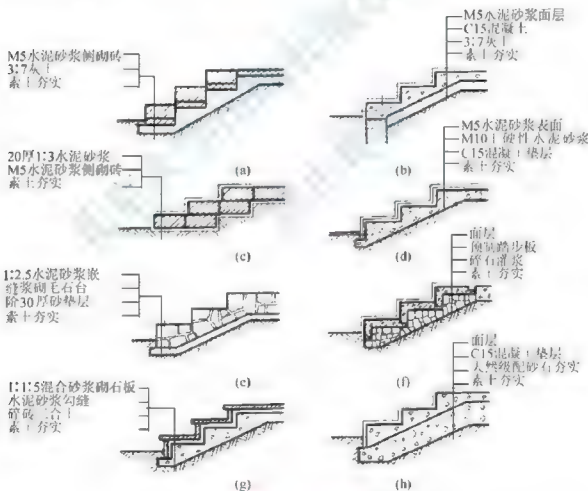 M5水泥砂浆侧砌砖
3:7灰土
素土夯实
(a)
M5水泥砂浆面层
C15混凝土
3:7灰土
素土夯实
(b)
20厚1:3水泥砂浆
M5水泥砂浆侧砌砖
素土夯实
(c)
M5水泥砂浆表面
M10干硬性水泥砂浆
C15混凝土垫层
素土夯实
(d)
1:2.5水泥砂浆嵌
缝浆砌毛石台
阶30厚砂垫层
素土夯实
(e)
面层
预制踏步板
碎石灌浆
素土夯实
(f)
1:1:5混合砂浆砌石板
水泥砂浆勾缝
碎砖三合土
素土夯实
(g)
面层
C15混凝土垫层
天然级配砂石夯实
素土夯实
(h)